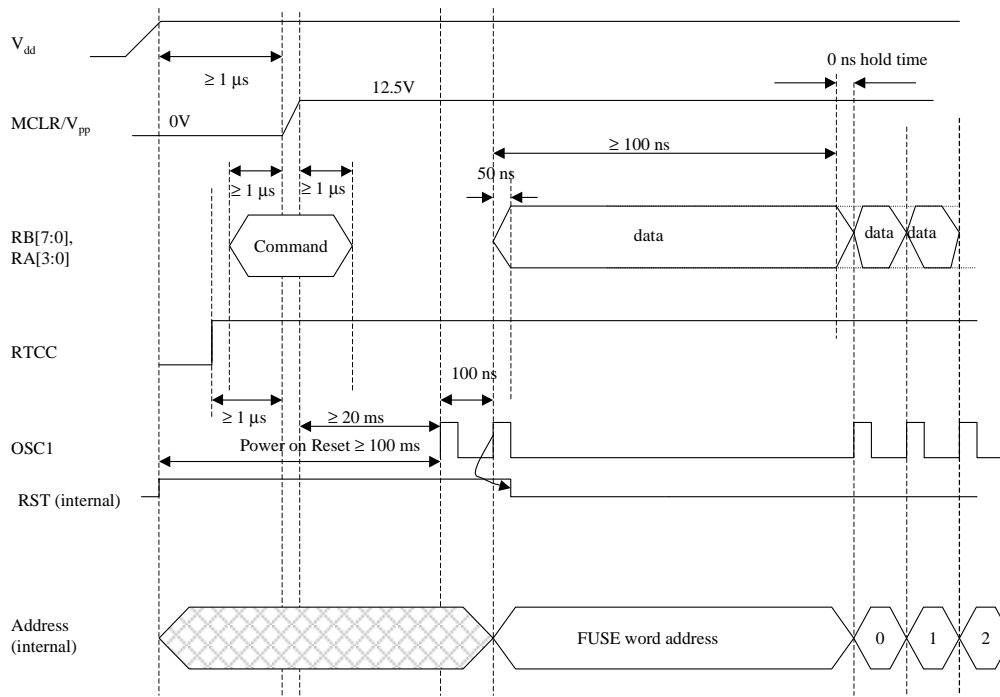 V_dd
≥ 1 µs
0 ns hold time
12.5V
MCLR/V_pp
0V
≥ 100 ns
≥ 1 µs
≥ 1 µs
50 ns
RB[7:0],
RA[3:0]
Command
data
data
data
RTCC
100 ns
≥ 1 µs
≥ 20 ms
OSC1
Power on Reset ≥ 100 ms
RST (internal)
Address
(internal)
FUSE word address
0
1
2